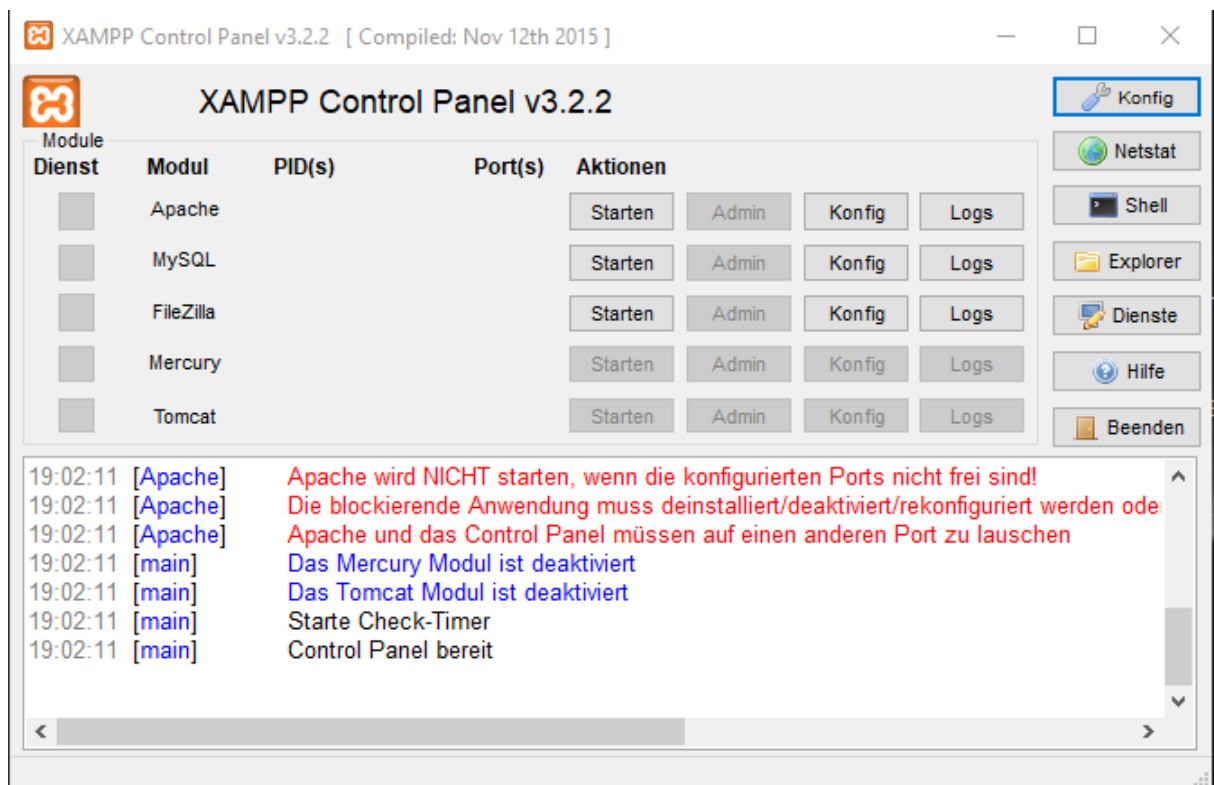 XAMPP Control Panel v3.2.2 [ Compiled: Nov 12th 2015 ]
XAMPP Control Panel v3.2.2
Konfig
Module
Dienst Modul PID(s) Port(s) Aktionen
Netstat
Apache Starten Admin Konfig Logs
Shell
MySQL Starten Admin Konfig Logs
Explorer
FileZilla Starten Admin Konfig Logs
Dienste
Mercury Starten Admin Konfig Logs
Hilfe
Tomcat Starten Admin Konfig Logs
Beenden
19:02:11 [Apache] Apache wird NICHT starten, wenn die konfigurierten Ports nicht frei sind!
19:02:11 [Apache] Die blockierende Anwendung muss deinstalliert/deaktiviert/rekonfiguriert werden oder
19:02:11 [Apache] Apache und das Control Panel müssen auf einen anderen Port zu lauschen
19:02:11 [main] Das Mercury Modul ist deaktiviert
19:02:11 [main] Das Tomcat Modul ist deaktiviert
19:02:11 [main] Starte Check-Timer
19:02:11 [main] Control Panel bereit